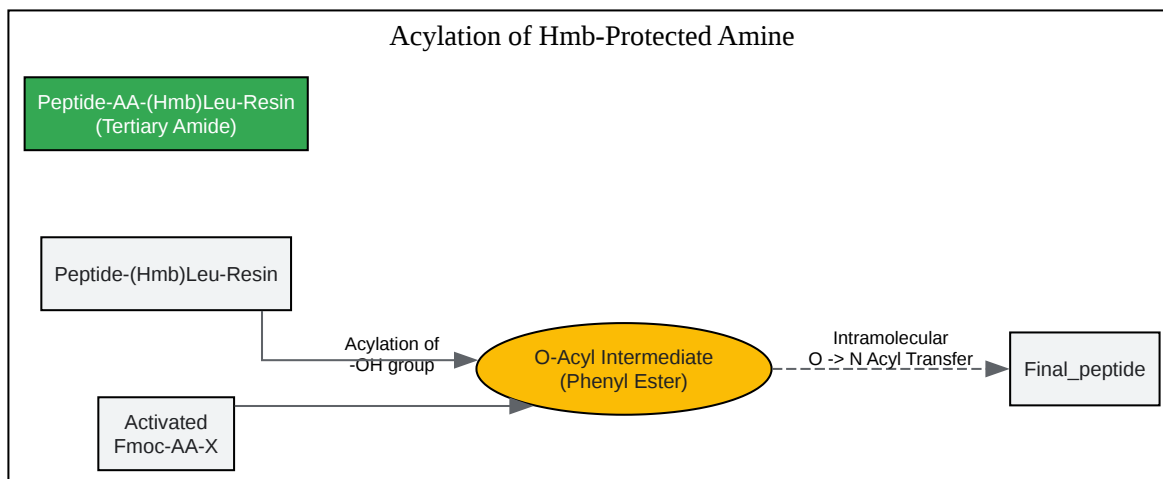 Acylation of Hmb-Protected Amine
Peptide-AA-(Hmb)Leu-Resin
(Tertiary Amide)
Peptide-(Hmb)Leu-Resin
Acylation of
-OH group
O-Acyl Intermediate
(Phenyl Ester)
Intramolecular
O -> N Acyl Transfer
Final_peptide
Activated
Fmoc-AA-X